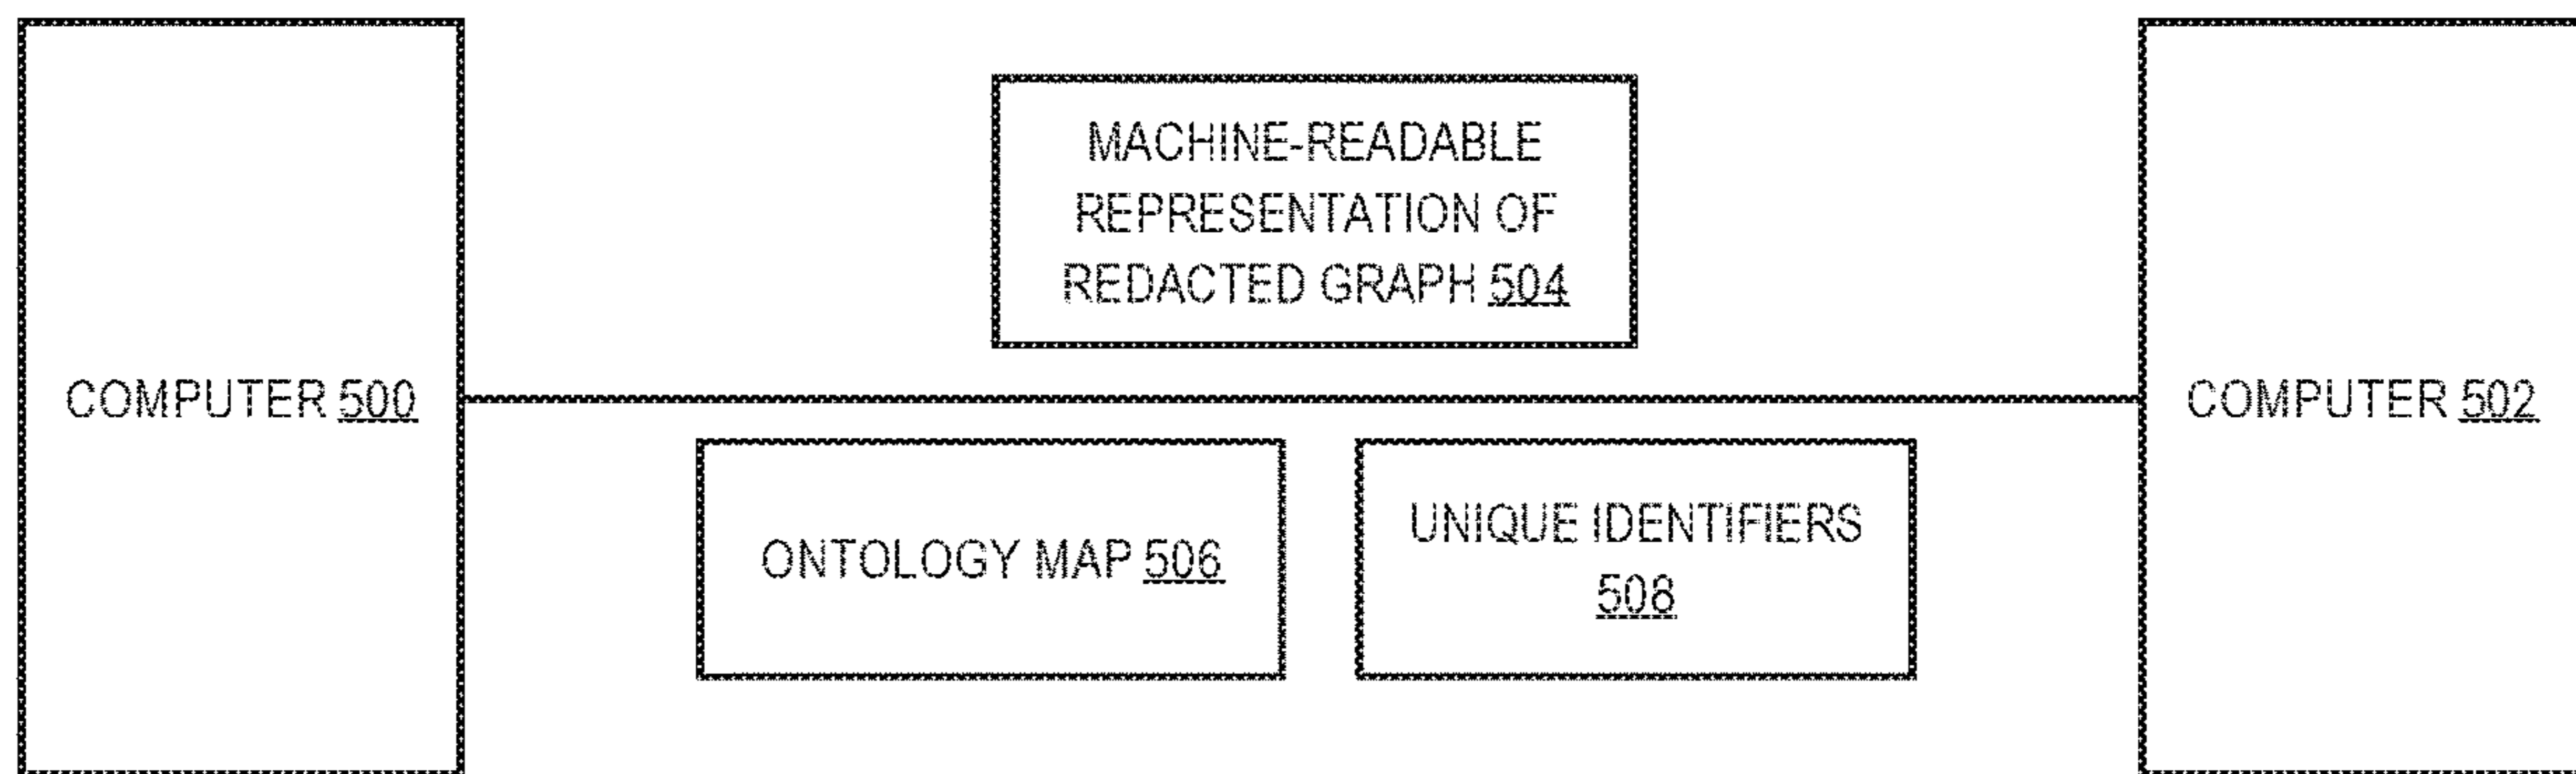 MACHINE-READABLE
REPRESENTATION OF
REDACTED GRAPH 504
COMPUTER 500
COMPUTER 502
ONTOLOGY MAP 506
UNIQUE IDENTIFIERS
508